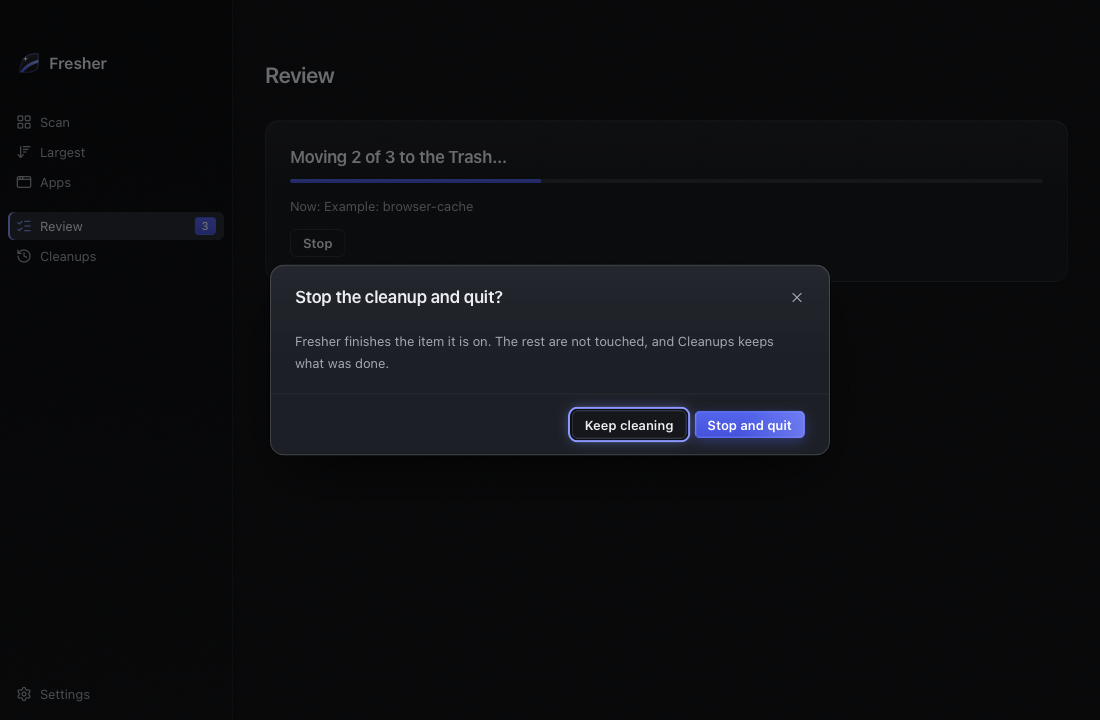 Fresher
Scan
Largest
Apps
Review
3
Cleanups
Settings
Review
Moving 2 of 3 to the Trash...
Now: Example: browser-cache
Stop
Stop the cleanup and quit?
Fresher finishes the item it is on. The rest are not touched, and Cleanups keeps
what was done.
Keep cleaning
Stop and quit